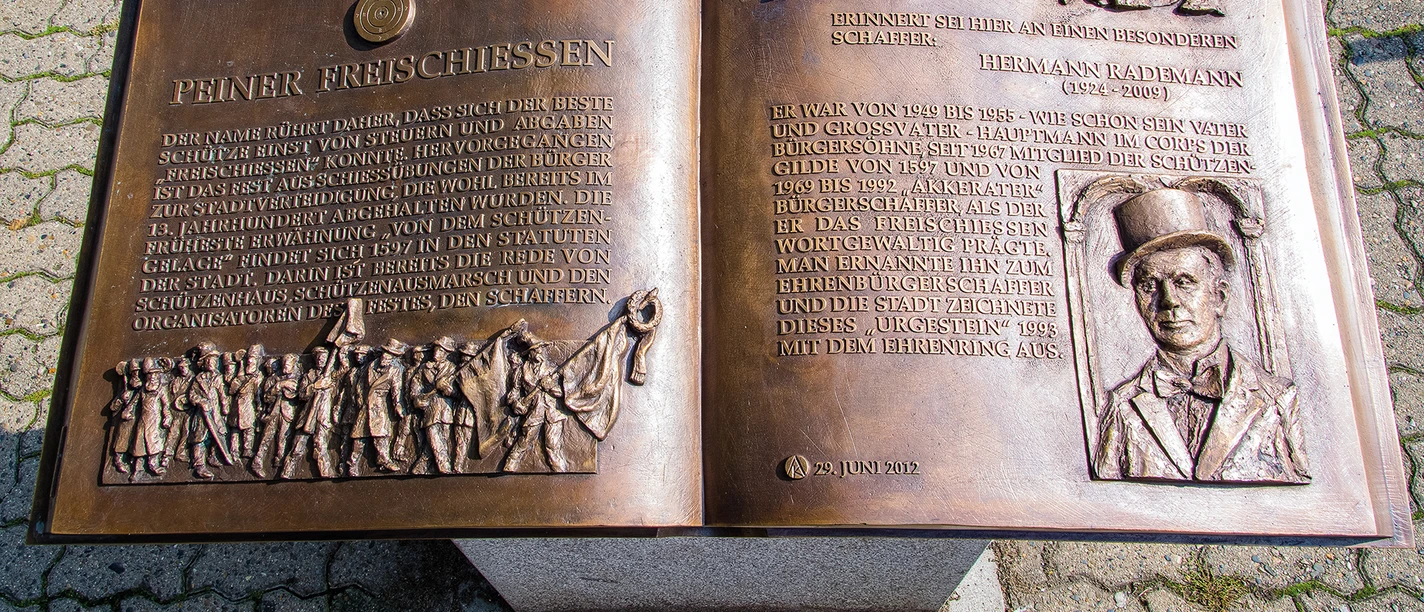 PEINER FREISCHIESSEN
DER NAME RÜHRT DAHER, DASS SICH DER BESTE
SCHÜTZE EINST VON STEUERN UND ABGABEN
„FREISCHIESSEN" KONNTE. HERVORGEGANGEN
IST DAS FEST AUS SCHIESSÜBUNGEN DER BÜRGER
ZUR STADTVERTEIDIGUNG, DIE WOHL BEREITS IM
13. JAHRHUNDERT ABGEHALTEN WURDEN. DIE
FRÜHESTE ERWÄHNUNG „VON DEM SCHÜTZEN-
GELAGE" FINDET SICH 1597 IN DEN STATUTEN
DER STADT. DARIN IST BEREITS DIE REDE VON
SCHÜTZENHAUS, SCHÜTZENAUSMARSCH UND DEN
ORGANISATOREN DES FESTES, DEN SCHAFFERN.
ERINNERT SEI HIER AN EINEN BESONDEREN
SCHAFFER:
HERMANN RADEMANN
(1924 - 2009)
ER WAR VON 1949 BIS 1955 - WIE SCHON SEIN VATER
UND GROSSVATER - HAUPTMANN IM CORPS DER
BÜRGERSÖHNE, SEIT 1967 MITGLIED DER SCHÜTZEN-
GILDE VON 1597 UND VON
1969 BIS 1992 „AKKERATER"
BÜRGERSCHAFFER, ALS DER
ER DAS FREISCHIESSEN
WORTGEWALTIG PRÄGTE.
MAN ERNANNTE IHN ZUM
EHRENBÜRGERSCHAFFER
UND DIE STADT ZEICHNETE
DIESES „URGESTEIN" 1993
MIT DEM EHRENRING AUS.
29. JUNI 2012